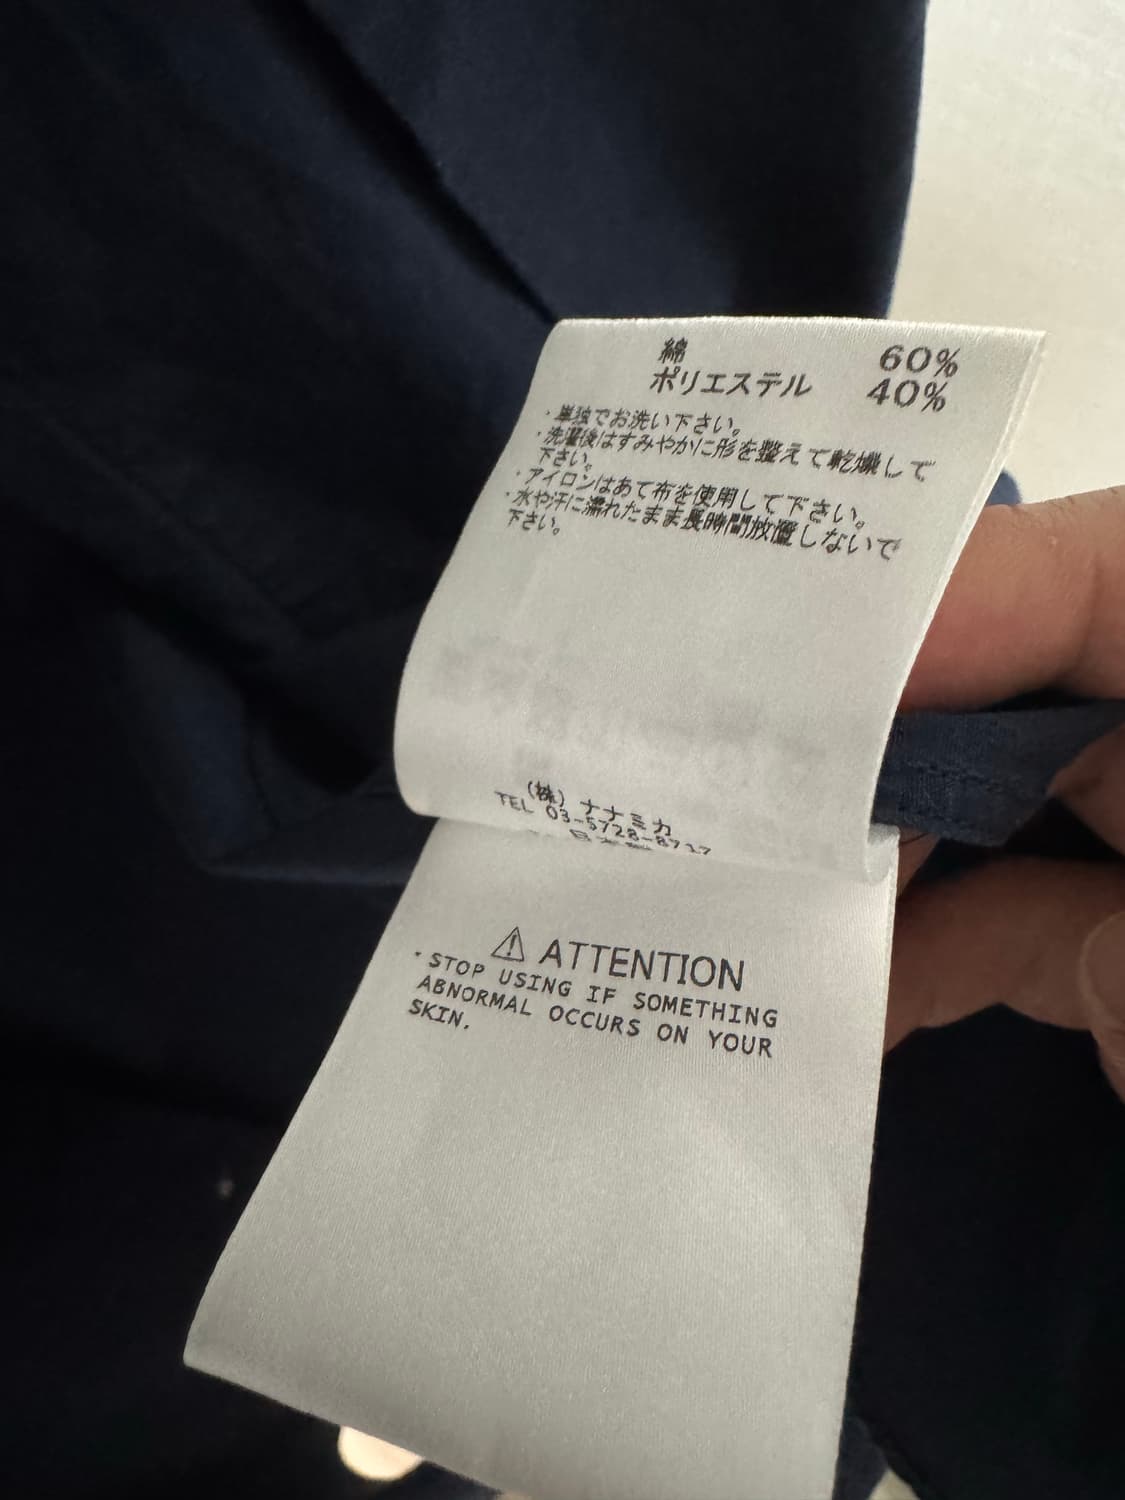 綿 60%
ポリエステル 40%
・単独でお洗い下さい。
・洗濯後はすみやかに形を整えて乾燥して
下さい。
・アイロンはあて布を使用して下さい。
・水や汗に濡れたまま長時間放置しないで
下さい。
(株) ナナミカ
TEL 03-5728-8717
⚠ ATTENTION
・STOP USING IF SOMETHING
ABNORMAL OCCURS ON YOUR
SKIN.